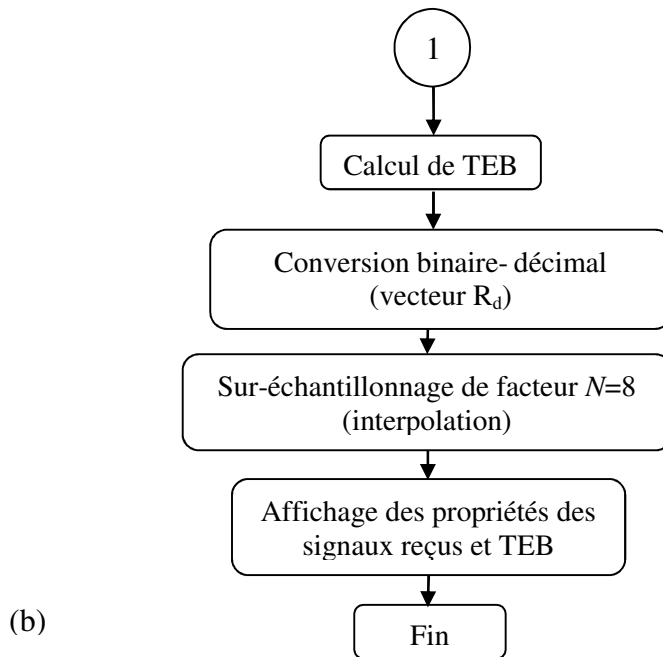 1
Calcul de TEB
Conversion binaire- décimal
(vecteur Rd)
Sur-échantillonnage de facteur N=8
(interpolation)
Affichage des propriétés des
signaux reçus et TEB
(b)
Fin